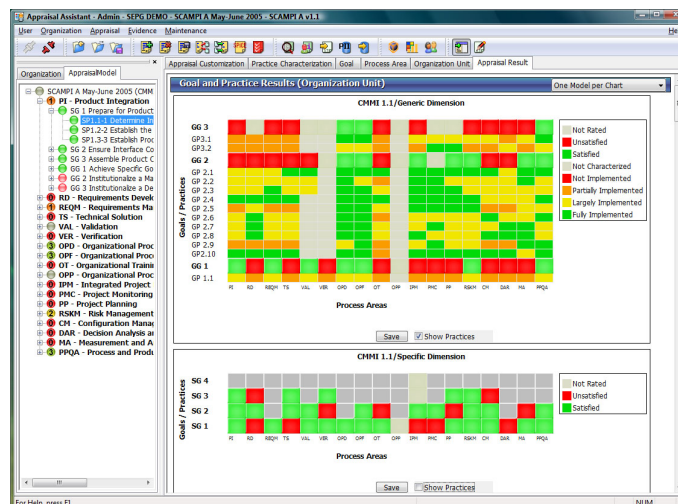 Appraisal Assistant - Admin - SEPG DEMO - SCAMPI A May-June 2005 - SCAMPI A v1.1
User Organization Appraisal Evidence Maintenance He
Organization AppraisalModel
SCAMPI A May-June 2005 (CMM
PI - Product Integration
SG 1 Prepare for Product
SP1.1-1 Determine In
SP1.2-2 Establish the
SP1.3-3 Establish Proc
SG 2 Ensure Interface Co
SG 3 Assemble Product C
GG 1 Achieve Specific Go
GG 2 Institutionalize a Ma
GG 3 Institutionalize a De
RD - Requirements Develo
REQM - Requirements Ma
TS - Technical Solution
VAL - Validation
VER - Verification
OPD - Organizational Proc
OPF - Organizational Proc
OT - Organizational Trainin
OPP - Organizational Proc
IPM - Integrated Project
PMC - Project Monitoring
PP - Project Planning
RSKM - Risk Management
CM - Configuration Manag
DAR - Decision Analysis ar
MA - Measurement and A
PPQA - Process and Produ
Appraisal Customization Practice Characterization Goal Process Area Organization Unit Appraisal Result
Goal and Practice Results (Organization Unit) One Model per Chart
CMMI 1.1/Generic Dimension
Goals / Practices
GG 3
GP3.1
GP3.2
GG 2
GP 2.1
GP 2.2
GP 2.3
GP 2.4
GP 2.5
GP 2.6
GP 2.7
GP 2.8
GP 2.9
GP2.10
GG 1
GP 1.1
PI RD REQM TS VAL VER OPD OPF OT OPP IPM PMC PP RSKM CM DAR MA PPQA
Process Areas
Not Rated
Unsatisfied
Satisfied
Not Characterized
Not Implemented
Partially Implemented
Largely Implemented
Fully Implemented
Save Show Practices
CMMI 1.1/Specific Dimension
Goals / Practices
SG 4
SG 3
SG 2
SG 1
PI RD REQM TS VAL VER OPD OPF OT OPP IPM PMC PP RSKM CM DAR MA PPQA
Process Areas
Not Rated
Unsatisfied
Satisfied
Save Show Practices
For Help, press F1 NUM